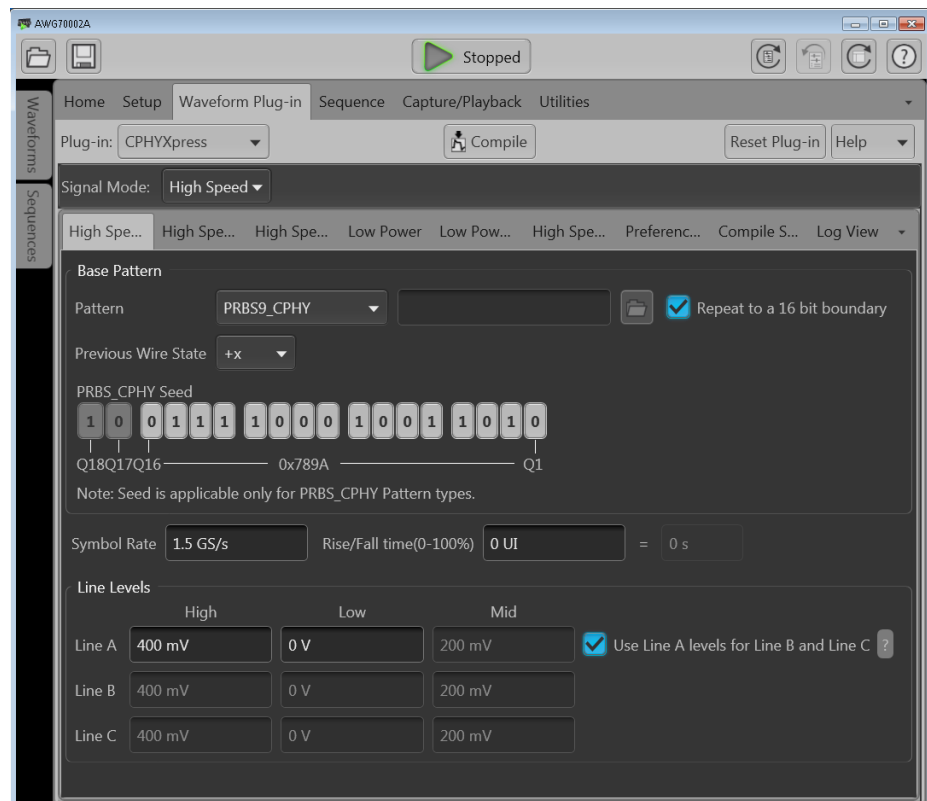 AWG70002A
Stopped
Home Setup Waveform Plug-in Sequence Capture/Playback Utilities
Waveforms
Sequences
Plug-in: CPHYXpress Compile Reset Plug-in Help
Signal Mode: High Speed
High Spe... High Spe... High Spe... Low Power Low Pow... High Spe... Preferenc... Compile S... Log View
Base Pattern
Pattern PRBS9_CPHY Repeat to a 16 bit boundary
Previous Wire State +x
PRBS_CPHY Seed
1 0 0 1 1 1 1 0 0 0 1 0 0 1 1 0 1 0
Q18Q17Q16 0x789A Q1
Note: Seed is applicable only for PRBS_CPHY Pattern types.
Symbol Rate 1.5 GS/s Rise/Fall time(0-100%) 0 UI = 0 s
Line Levels
High Low Mid
Line A 400 mV 0 V 200 mV Use Line A levels for Line B and Line C ?
Line B 400 mV 0 V 200 mV
Line C 400 mV 0 V 200 mV